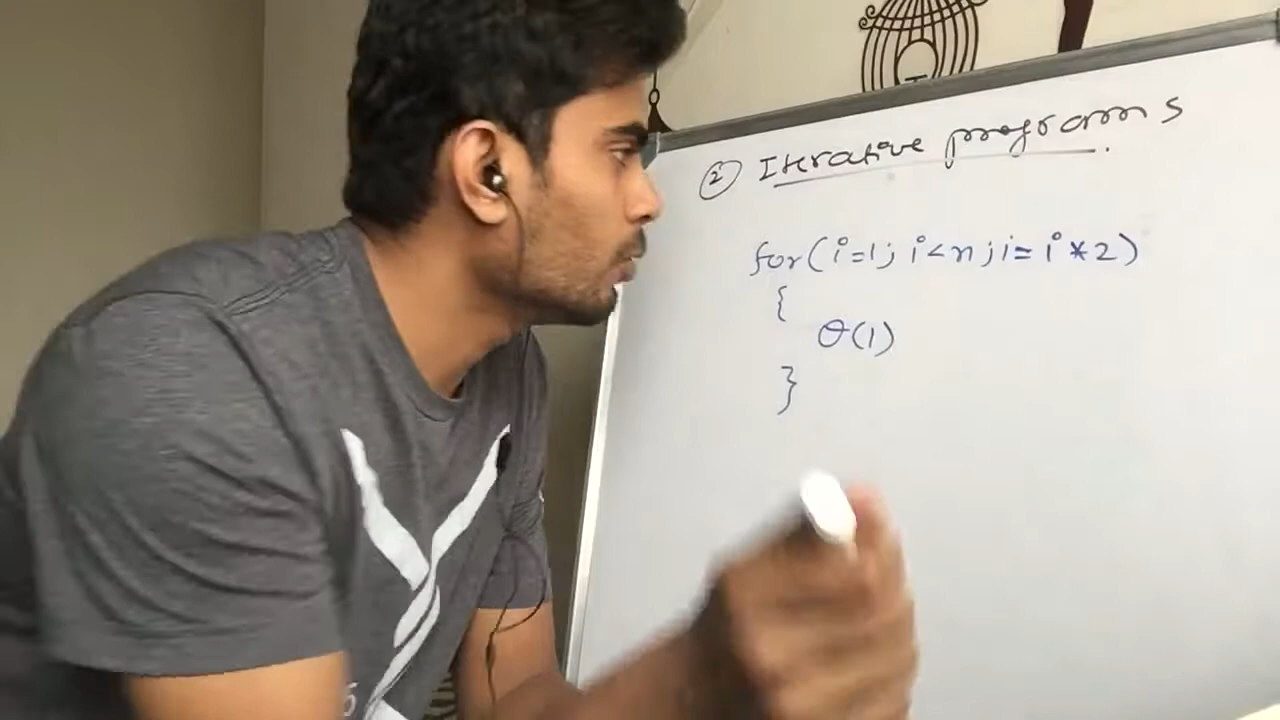 ② Iterative programs.
for(i=1; i<n; i=i*2)
{
θ(1)
}